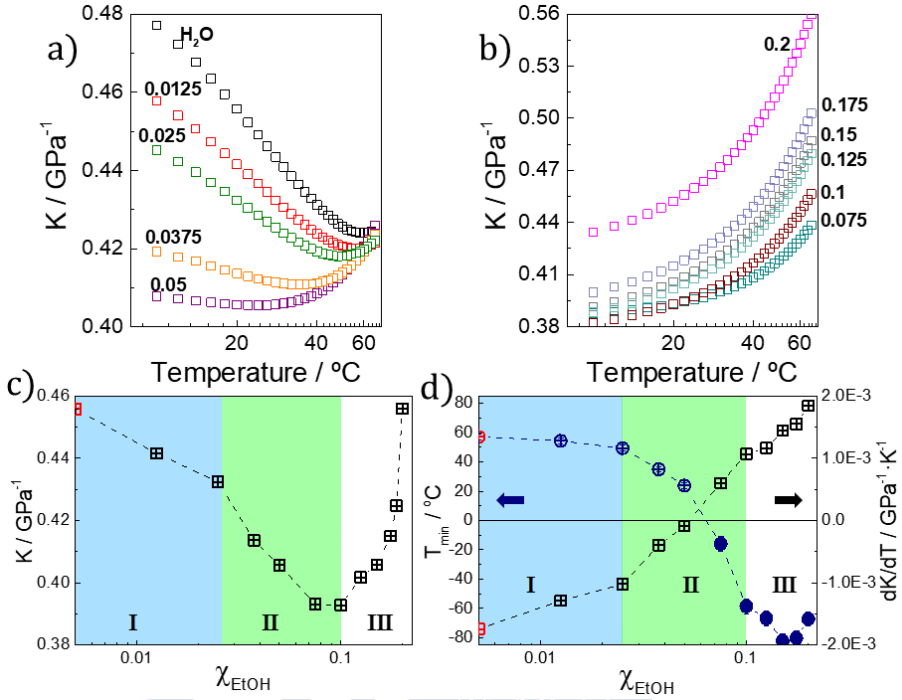 a)
K / GPa⁻¹
0.48
0.46
0.44
0.42
0.40
H₂O
0.0125
0.025
0.0375
0.05
20
40
60
Temperature / ºC
b)
K / GPa⁻¹
0.56
0.53
0.50
0.47
0.44
0.41
0.38
0.2
0.175
0.15
0.125
0.1
0.075
20
40
60
Temperature / ºC
c)
K / GPa⁻¹
0.46
0.44
0.42
0.40
0.38
I
II
III
0.01
0.1
χEtOH
d)
Tmin / ºC
80
60
40
20
0
-20
-40
-60
-80
I
II
III
2.0E-3
1.0E-3
0.0
-1.0E-3
-2.0E-3
dK/dT / GPa⁻¹·K⁻¹
0.01
0.1
χEtOH